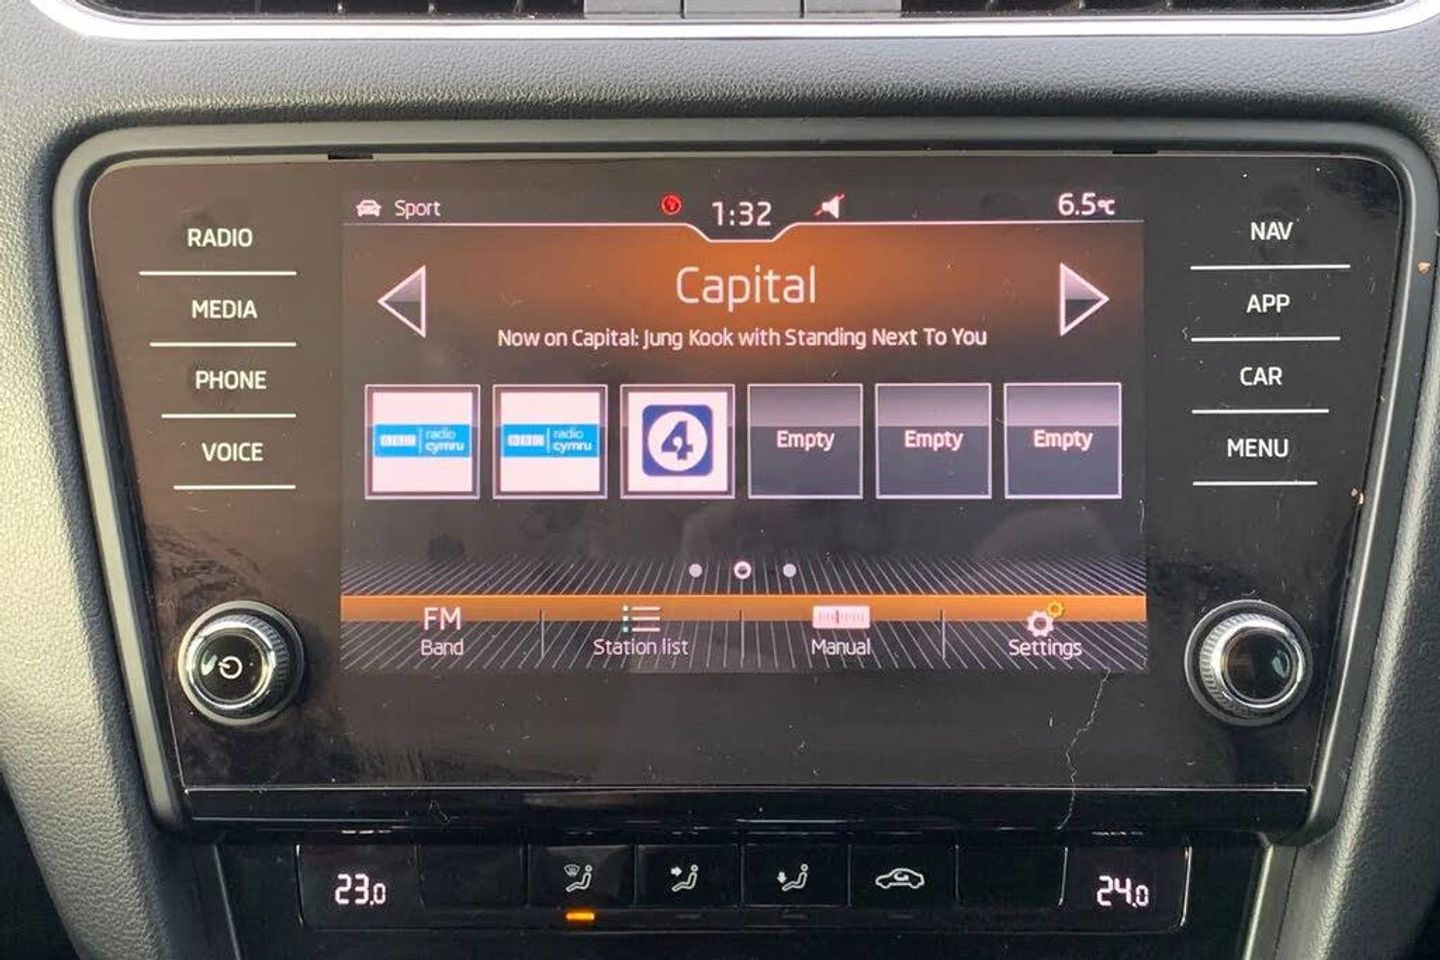 Sport
1:32
6.5°C
RADIO
MEDIA
PHONE
VOICE
Capital
Now on Capital: Jung Kook with Standing Next To You
BBC radio cymru
BBC radio cymru
4
Empty
Empty
Empty
FM
Band
Station list
Manual
Settings
NAV
APP
CAR
MENU
23.0
24.0